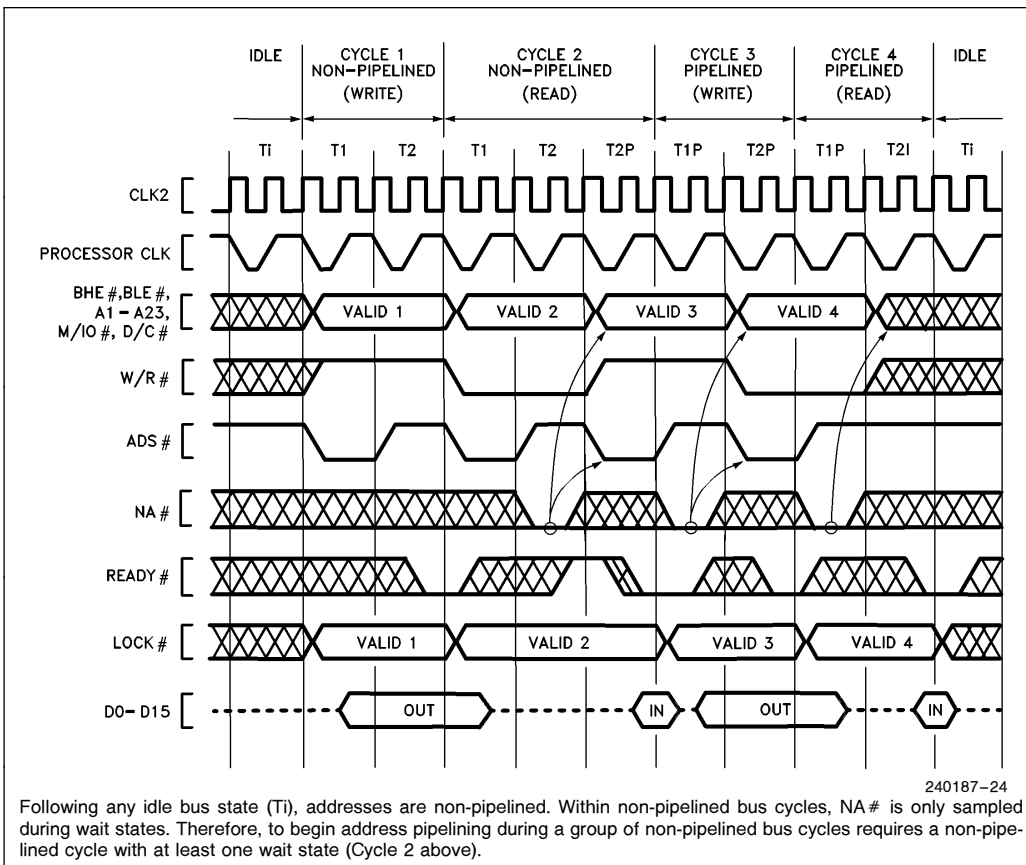 IDLE
CYCLE 1
NON-PIPELINED
(WRITE)
CYCLE 2
NON-PIPELINED
(READ)
CYCLE 3
PIPELINED
(WRITE)
CYCLE 4
PIPELINED
(READ)
IDLE
Ti T1 T2 T1 T2 T2P T1P T2P T1P T2I Ti
CLK2
PROCESSOR CLK
BHE #,BLE #,
A1 - A23,
M/IO #, D/C #
VALID 1 VALID 2 VALID 3 VALID 4
W/R #
ADS #
NA #
READY #
LOCK #
VALID 1 VALID 2 VALID 3 VALID 4
D0- D15
OUT IN OUT IN
240187-24
Following any idle bus state (Ti), addresses are non-pipelined. Within non-pipelined bus cycles, NA# is only sampled
during wait states. Therefore, to begin address pipelining during a group of non-pipelined bus cycles requires a non-pipe-
lined cycle with at least one wait state (Cycle 2 above).